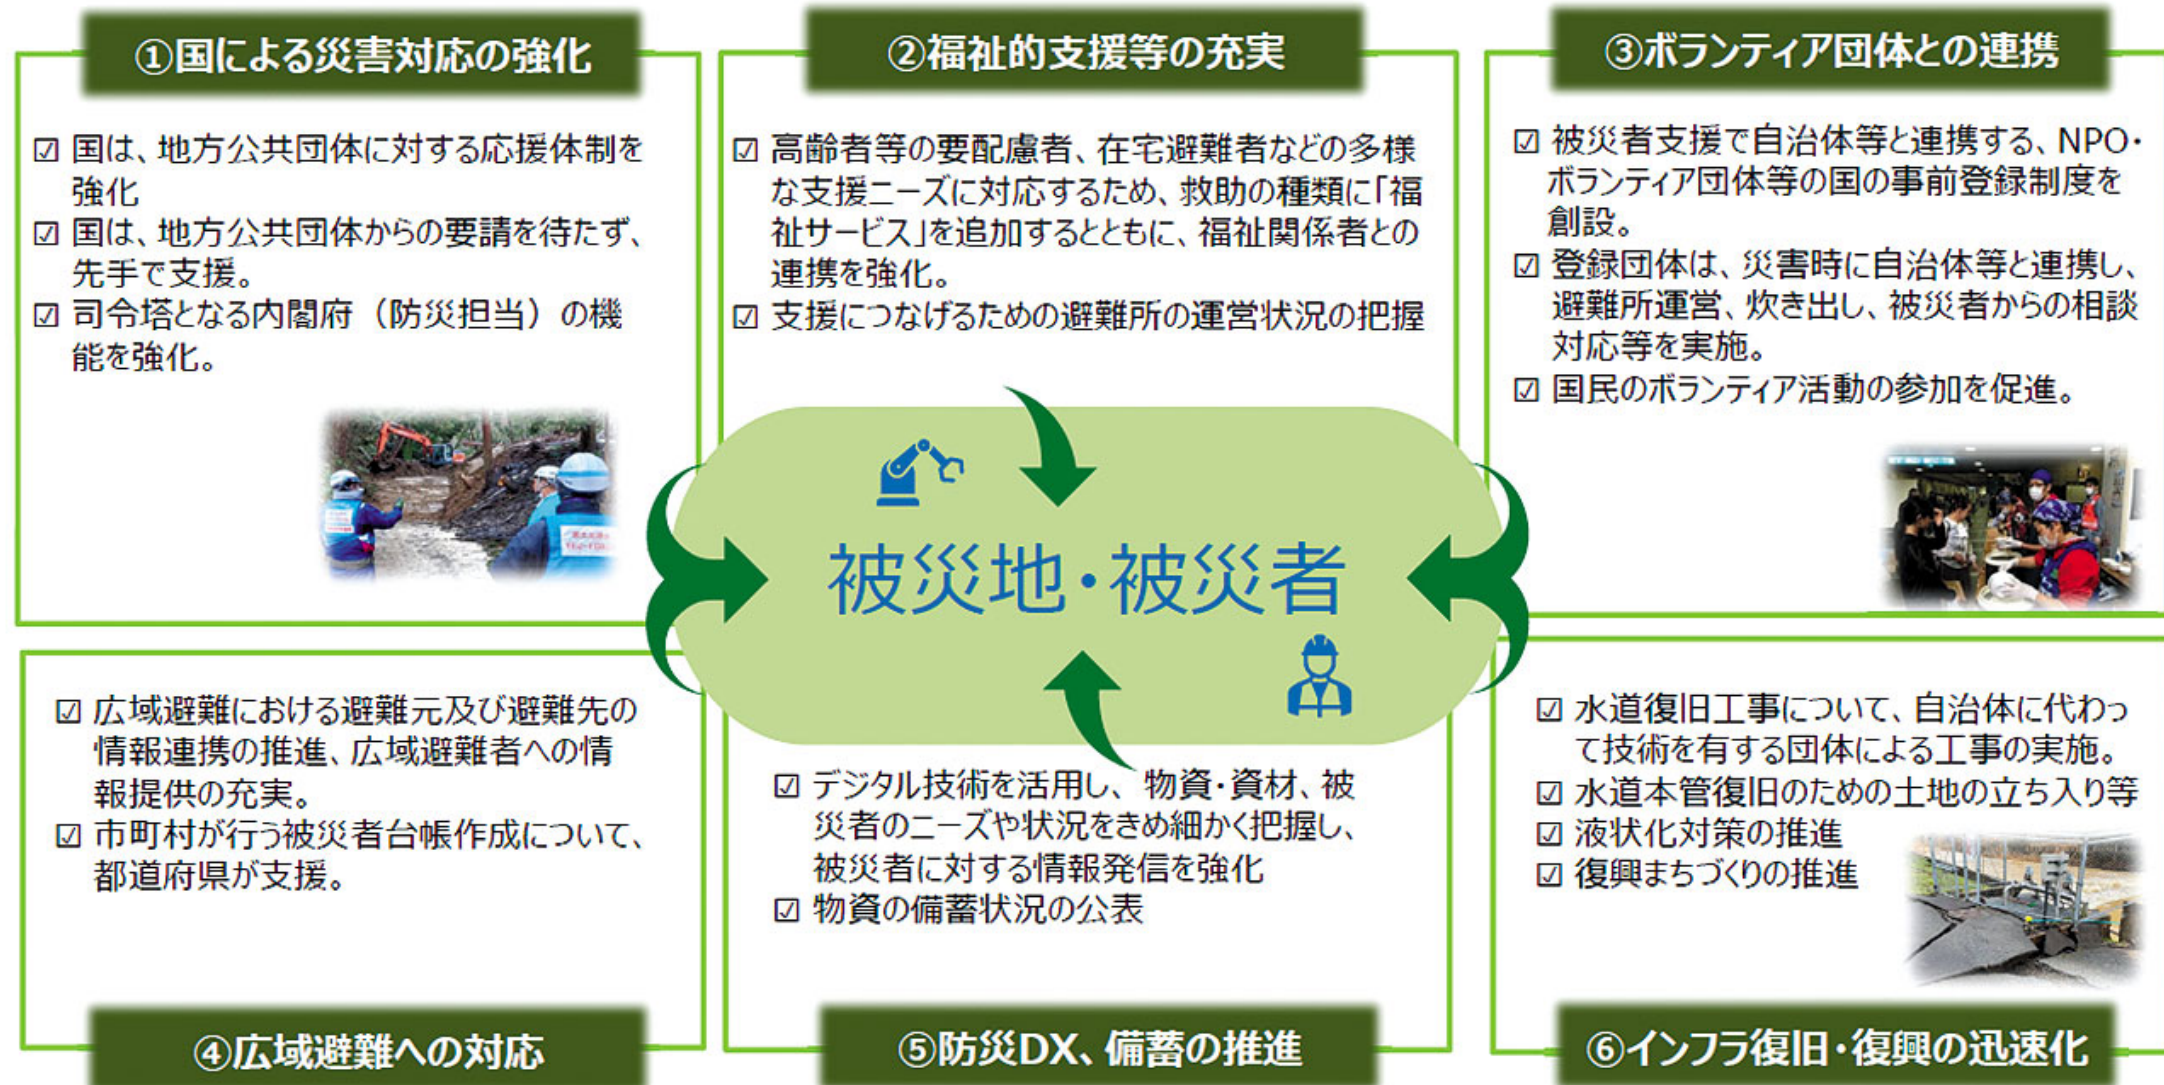 ①国による災害対応の強化
☑ 国は、地方公共団体に対する応援体制を
強化
☑ 国は、地方公共団体からの要請を待たず、
先手で支援。
☑ 司令塔となる内閣府（防災担当）の機
能を強化。
②福祉的支援等の充実
☑ 高齢者等の要配慮者、在宅避難者などの多様
な支援ニーズに対応するため、救助の種類に「福
祉サービス」を追加するとともに、福祉関係者との
連携を強化。
☑ 支援につなげるための避難所の運営状況の把握
③ボランティア団体との連携
☑ 被災者支援で自治体等と連携する、NPO・
ボランティア団体等の国の事前登録制度を
創設。
☑ 登録団体は、災害時に自治体等と連携し、
避難所運営、炊き出し、被災者からの相談
対応等を実施。
☑ 国民のボランティア活動の参加を促進。
被災地・被災者
☑ 広域避難における避難元及び避難先の
情報連携の推進、広域避難者への情
報提供の充実。
☑ 市町村が行う被災者台帳作成について、
都道府県が支援。
④広域避難への対応
☑ デジタル技術を活用し、物資・資材、被
災者のニーズや状況をきめ細かく把握し、
被災者に対する情報発信を強化
☑ 物資の備蓄状況の公表
⑤防災DX、備蓄の推進
☑ 水道復旧工事について、自治体に代わっ
て技術を有する団体による工事の実施。
☑ 水道本管復旧のための土地の立ち入り等
☑ 液状化対策の推進
☑ 復興まちづくりの推進
⑥インフラ復旧・復興の迅速化